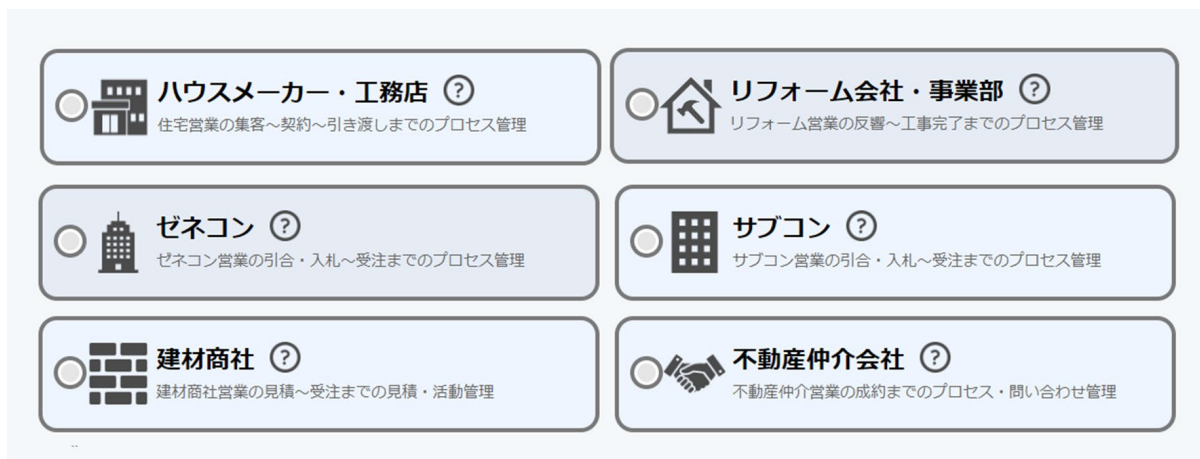 ハウスメーカー・工務店 ?
住宅営業の集客~契約~引き渡しまでのプロセス管理
リフォーム会社・事業部 ?
リフォーム営業の反響~工事完了までのプロセス管理
ゼネコン ?
ゼネコン営業の引合・入札~受注までのプロセス管理
サブコン ?
サブコン営業の引合・入札~受注までのプロセス管理
建材商社 ?
建材商社営業の見積~受注までの見積・活動管理
不動産仲介会社 ?
不動産仲介営業の成約までのプロセス・問い合わせ管理